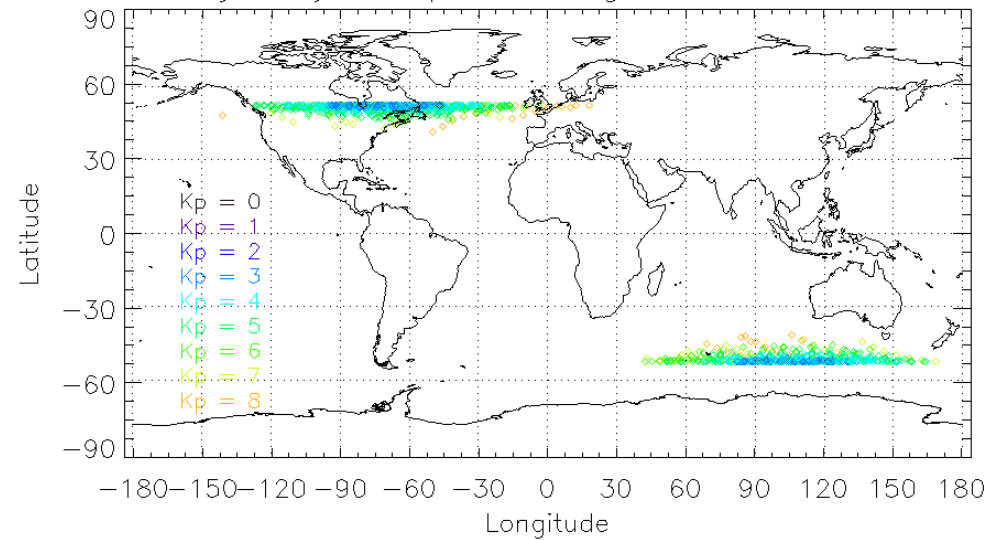 90
60
30
0
−30
−60
−90
Latitude
Kp = 0
Kp = 1
Kp = 2
Kp = 3
Kp = 4
Kp = 5
Kp = 6
Kp = 7
Kp = 8
−180−150−120 −90 −60 −30 0 30 60 90 120 150 180
Longitude